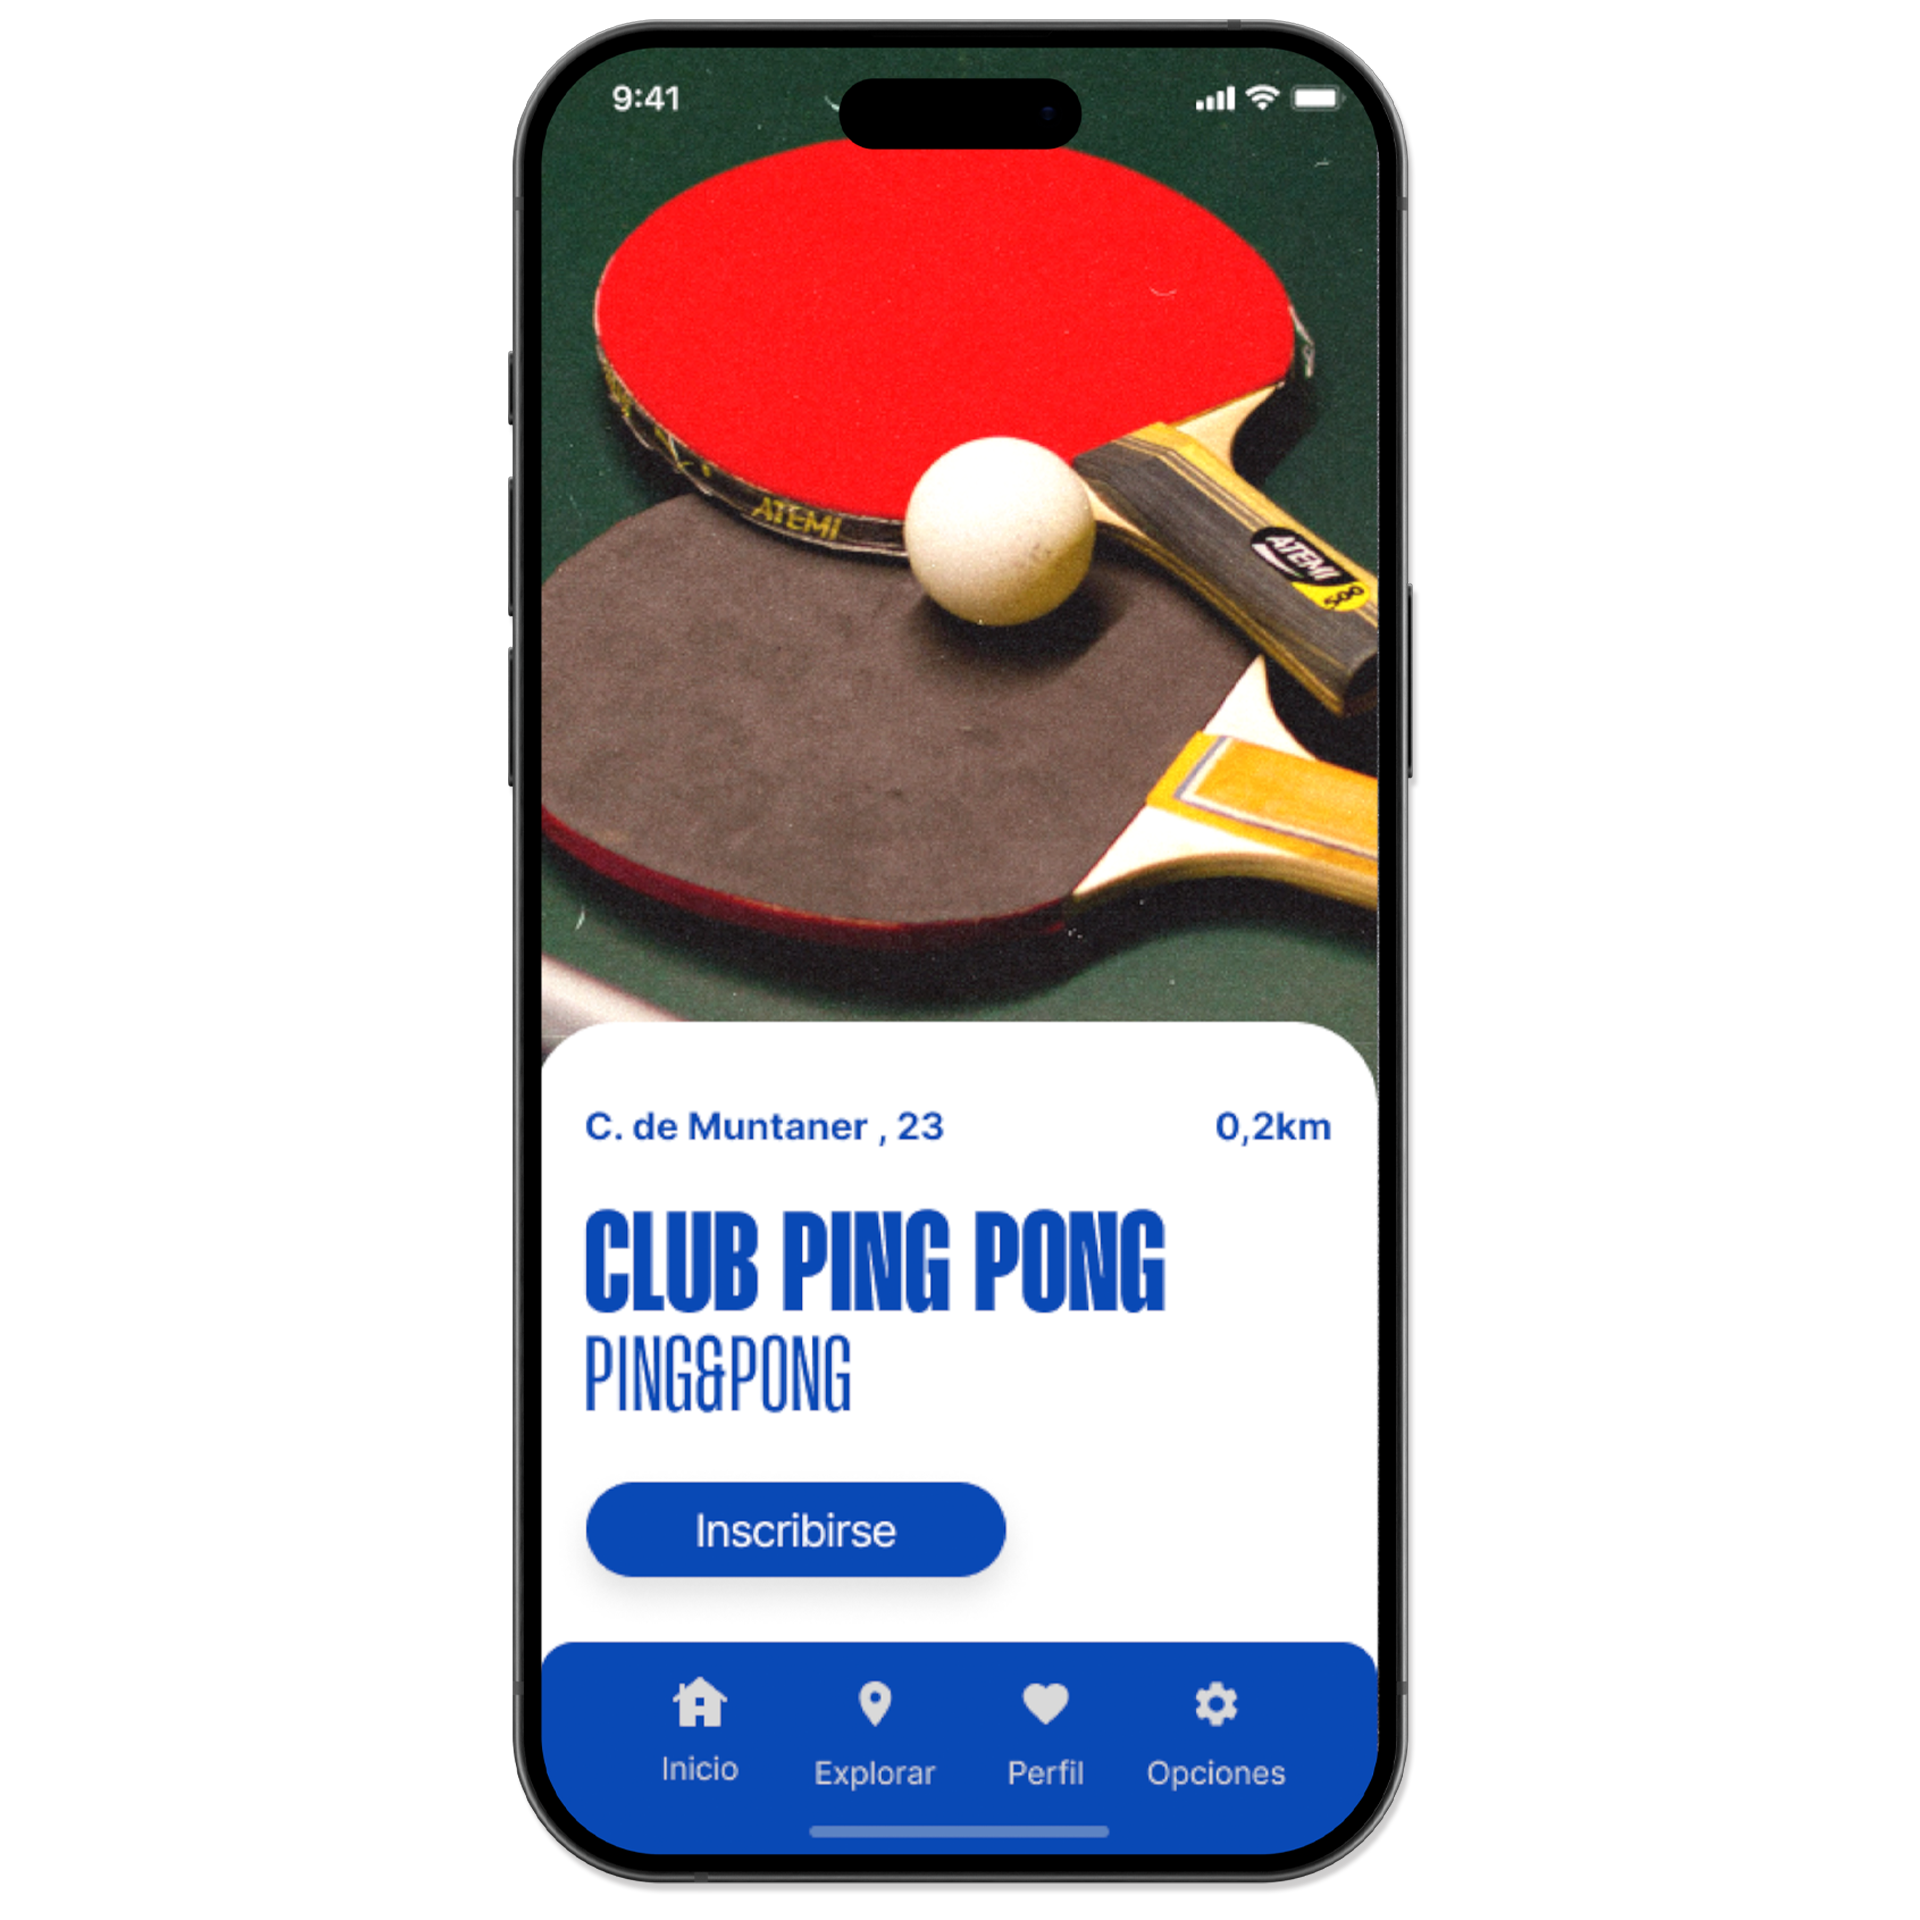 9:41
ATEMI
ATEMI
500
C. de Muntaner , 23
0,2km
CLUB PING PONG
PING&PONG
Inscribirse
Inicio
Explorar
Perfil
Opciones